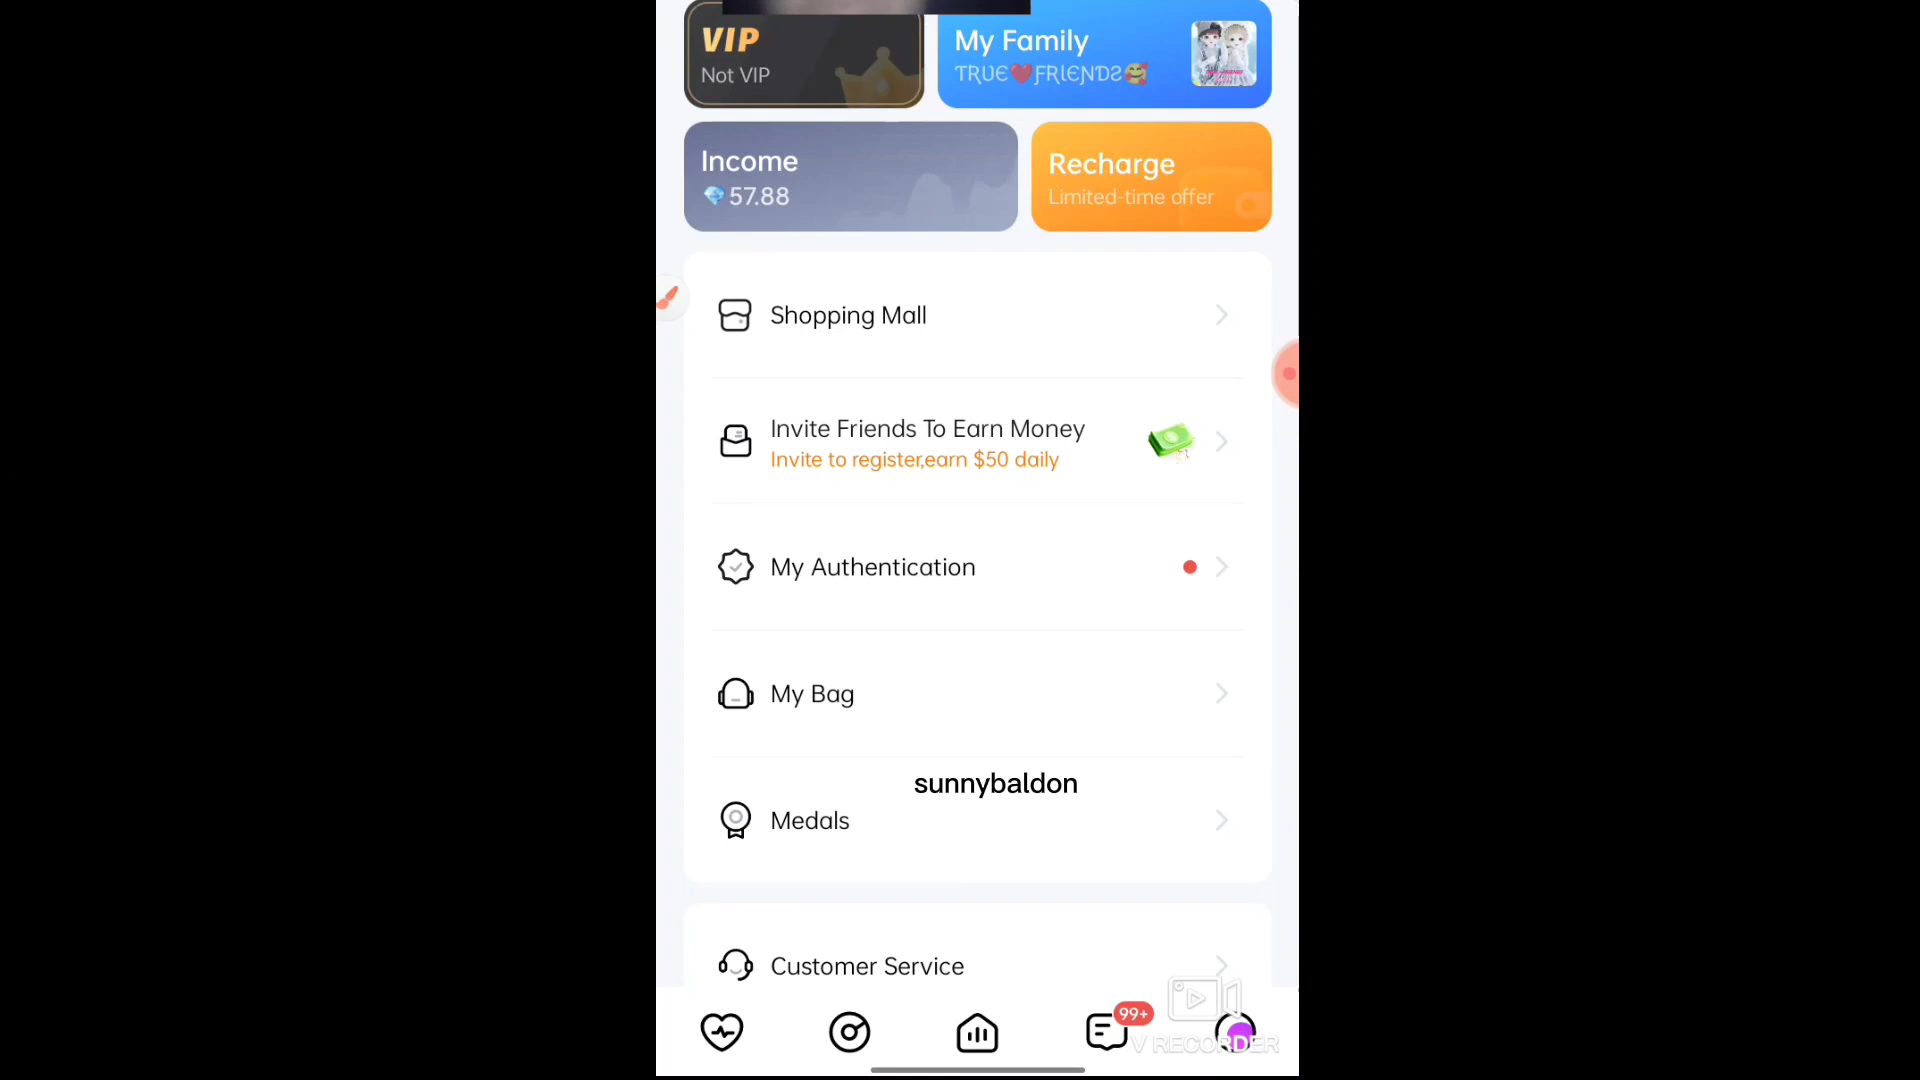 VIP
Not VIP
My Family
TRUE❤️FRIENDS🥰
Income
57.88
Recharge
Limited-time offer
Shopping Mall
Invite Friends To Earn Money
Invite to register,earn $50 daily
My Authentication
My Bag
sunnybaldon
Medals
Customer Service
99+
V RECORDER